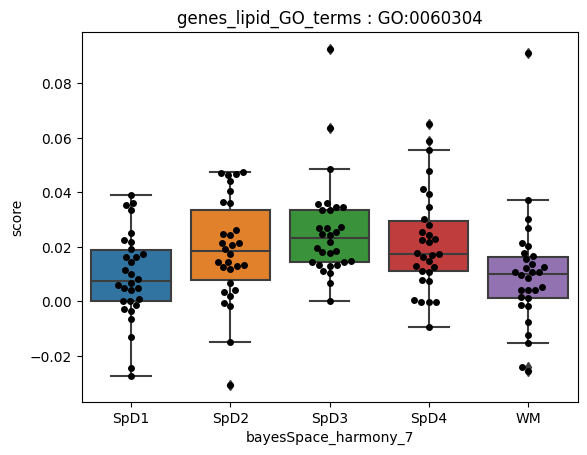 genes_lipid_GO_terms : GO:0060304
score
0.08
0.06
0.04
0.02
0.00
−0.02
SpD1 SpD2 SpD3 SpD4 WM
bayesSpace_harmony_7